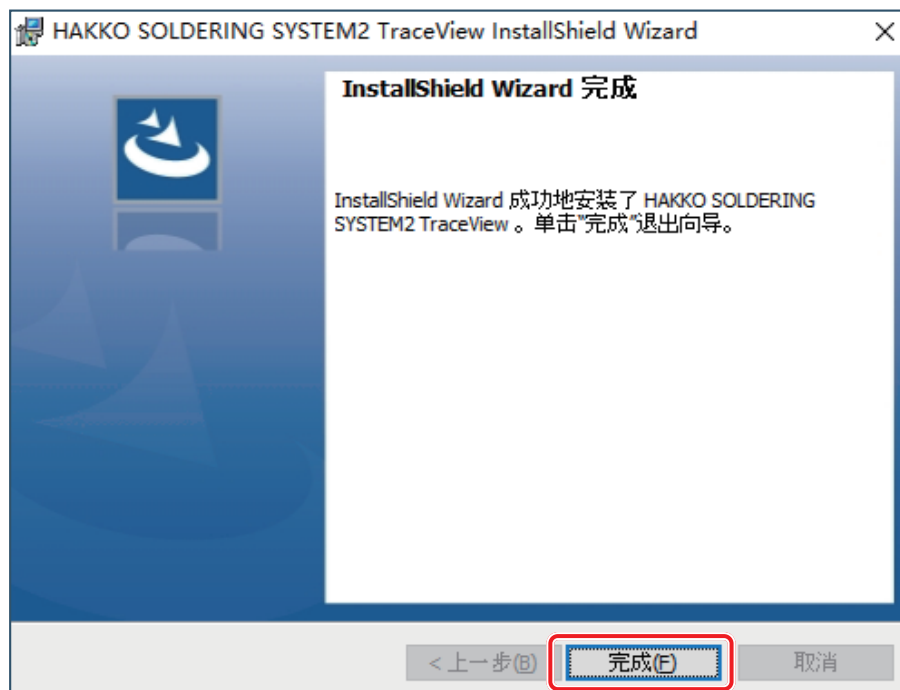 HAKKO SOLDERING SYSTEM2 TraceView InstallShield Wizard
InstallShield Wizard 完成
InstallShield Wizard 成功地安装了 HAKKO SOLDERING
SYSTEM2 TraceView 。单击"完成"退出向导。
< 上一步(B) 完成(F) 取消